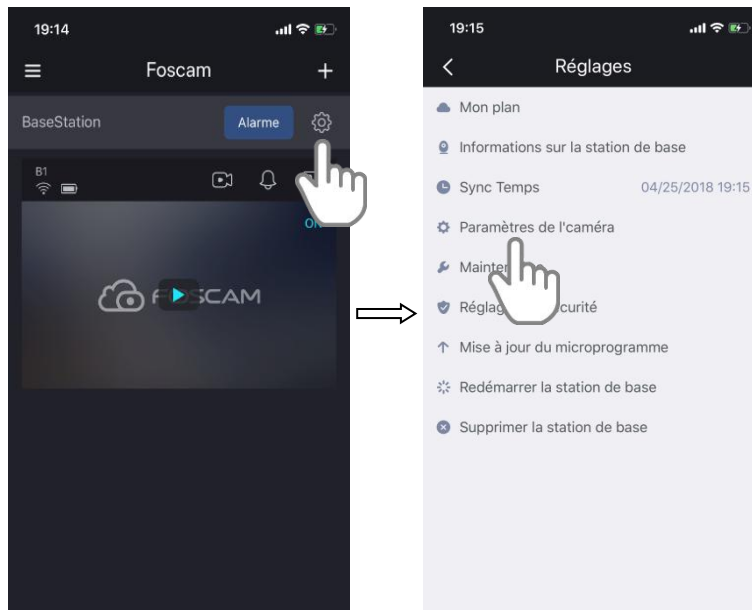 19:14
Foscam
BaseStation
Alarme
B1
FOSCAM
19:15
Réglages
Mon plan
Informations sur la station de base
Sync Temps 04/25/2018 19:15
Paramètres de l'caméra
Réglag curité
Mise à jour du microprogramme
Redémarrer la station de base
Supprimer la station de base